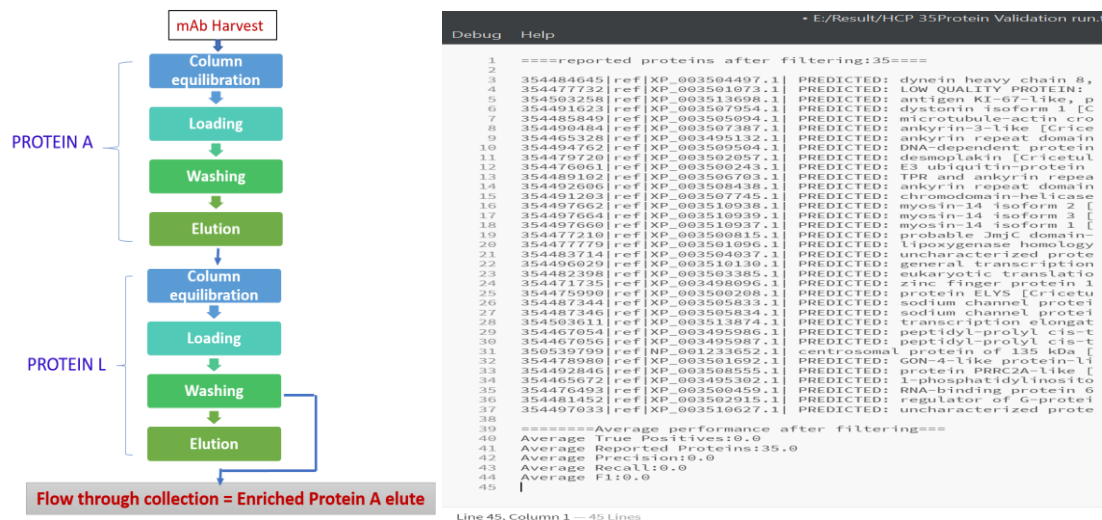 mAb Harvest
PROTEIN A
Column
equilibration
Loading
Washing
Elution
PROTEIN L
Column
equilibration
Loading
Washing
Elution
Flow through collection = Enriched Protein A elute
• E:/Result/HCP 35Protein Validation run.t
Debug Help
1 ====reported proteins after filtering:35====
2
3 354484645|ref|XP_003504497.1| PREDICTED: dynein heavy chain 8,
4 354477732|ref|XP_003501073.1| PREDICTED: LOW QUALITY PROTEIN:
5 354503258|ref|XP_003513698.1| PREDICTED: antigen KI-67-like, p
6 354491623|ref|XP_003507954.1| PREDICTED: dystonin isoform 1 [C
7 354485849|ref|XP_003505094.1| PREDICTED: microtubule-actin cro
8 354490484|ref|XP_003507387.1| PREDICTED: ankyrin-3-like [Crice
9 354465328|ref|XP_003495132.1| PREDICTED: ankyrin repeat domain
10 354494762|ref|XP_003509504.1| PREDICTED: DNA-dependent protein
11 354479720|ref|XP_003502057.1| PREDICTED: desmoplakin [Cricetul
12 354476061|ref|XP_003500243.1| PREDICTED: E3 ubiquitin-protein
13 354489102|ref|XP_003506703.1| PREDICTED: TPR and ankyrin repea
14 354492606|ref|XP_003508438.1| PREDICTED: ankyrin repeat domain
15 354491203|ref|XP_003507745.1| PREDICTED: chromodomain-helicase
16 354497662|ref|XP_003510938.1| PREDICTED: myosin-14 isoform 2 [
17 354497664|ref|XP_003510939.1| PREDICTED: myosin-14 isoform 3 [
18 354497660|ref|XP_003510937.1| PREDICTED: myosin-14 isoform 1 [
19 354477210|ref|XP_003500815.1| PREDICTED: probable JmjC domain-
20 354477779|ref|XP_003501096.1| PREDICTED: lipoxygenase homology
21 354483714|ref|XP_003504037.1| PREDICTED: uncharacterized prote
22 354496029|ref|XP_003510130.1| PREDICTED: general transcription
23 354482398|ref|XP_003503385.1| PREDICTED: eukaryotic translatio
24 354471735|ref|XP_003498096.1| PREDICTED: zinc finger protein 1
25 354475990|ref|XP_003500208.1| PREDICTED: protein ELYS [Cricetu
26 354487344|ref|XP_003505833.1| PREDICTED: sodium channel protei
27 354487346|ref|XP_003505834.1| PREDICTED: sodium channel protei
28 354503611|ref|XP_003513874.1| PREDICTED: transcription elongat
29 354467054|ref|XP_003495986.1| PREDICTED: peptidyl-prolyl cis-t
30 354467056|ref|XP_003495987.1| PREDICTED: peptidyl-prolyl cis-t
31 350539799|ref|NP_001233652.1| centrosomal protein of 135 kDa [
32 354478980|ref|XP_003501692.1| PREDICTED: GON-4-like protein-li
33 354492846|ref|XP_003508555.1| PREDICTED: protein PRRC2A-like [
34 354465672|ref|XP_003495302.1| PREDICTED: 1-phosphatidylinosito
35 354476493|ref|XP_003500459.1| PREDICTED: RNA-binding protein 6
36 354481452|ref|XP_003502915.1| PREDICTED: regulator of G-protei
37 354497033|ref|XP_003510627.1| PREDICTED: uncharacterized prote
38
39 ========Average performance after filtering===
40 Average True Positives:0.0
41 Average Reported Proteins:35.0
42 Average Precision:0.0
43 Average Recall:0.0
44 Average F1:0.0
45
Line 45, Column 1 — 45 Lines